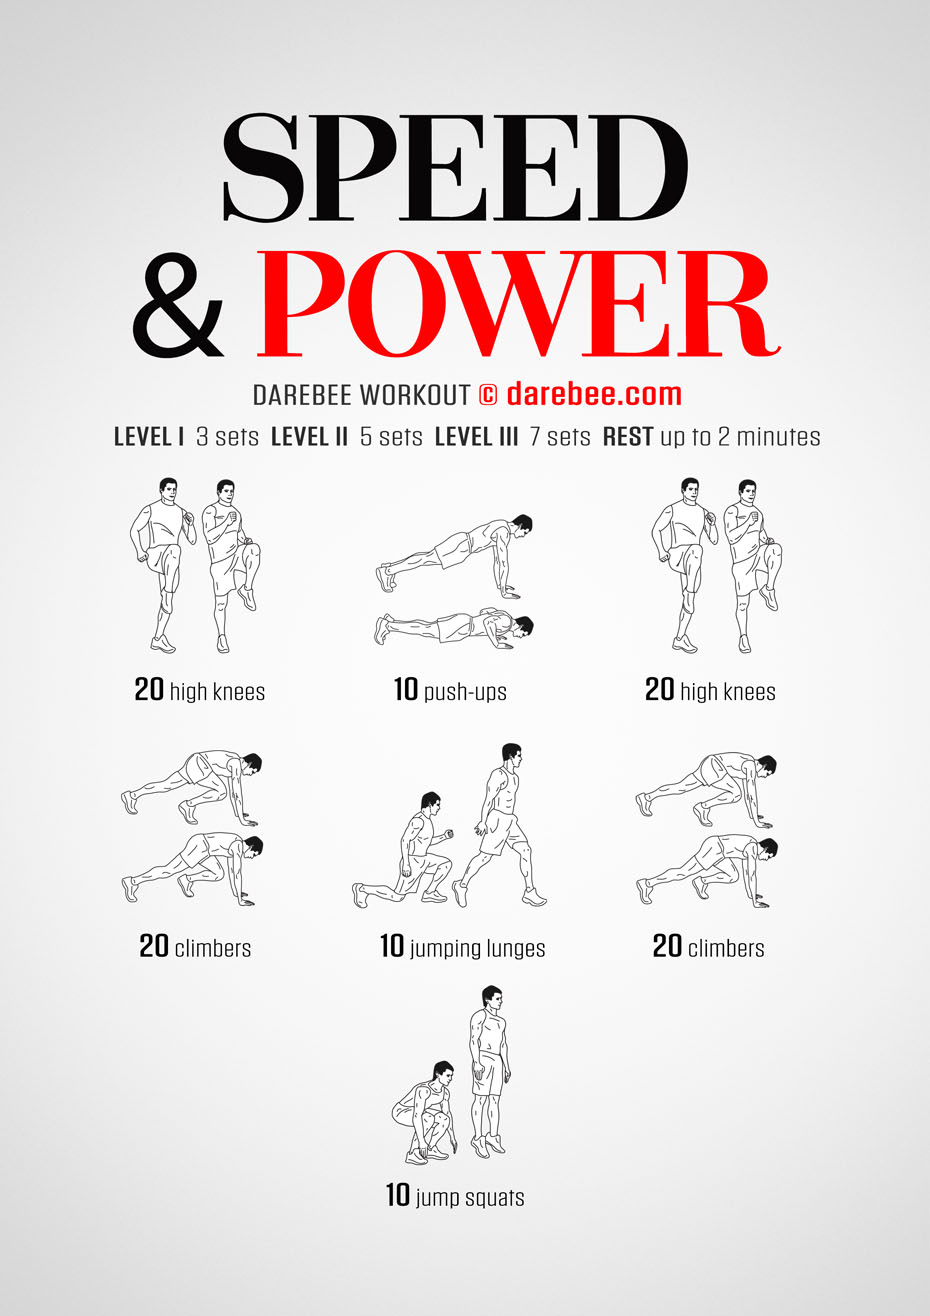 SPEED
& POWER
DAREBEE WORKOUT © darebee.com
LEVEL I 3 sets LEVEL II 5 sets LEVEL III 7 sets REST up to 2 minutes
20 high knees
10 push-ups
20 high knees
20 climbers
10 jumping lunges
20 climbers
10 jump squats